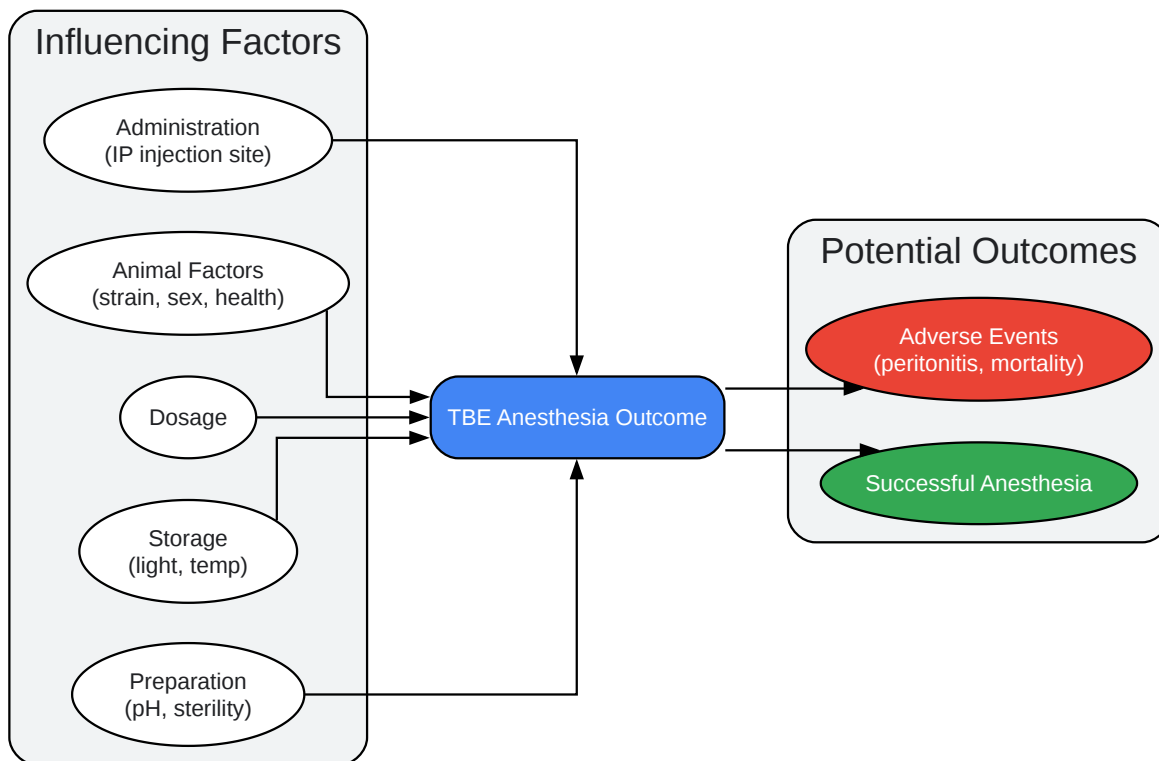 Influencing Factors
Administration
(IP injection site)
Animal Factors
(strain, sex, health)
Dosage
Storage
(light, temp)
Preparation
(pH, sterility)
TBE Anesthesia Outcome
Potential Outcomes
Adverse Events
(peritonitis, mortality)
Successful Anesthesia